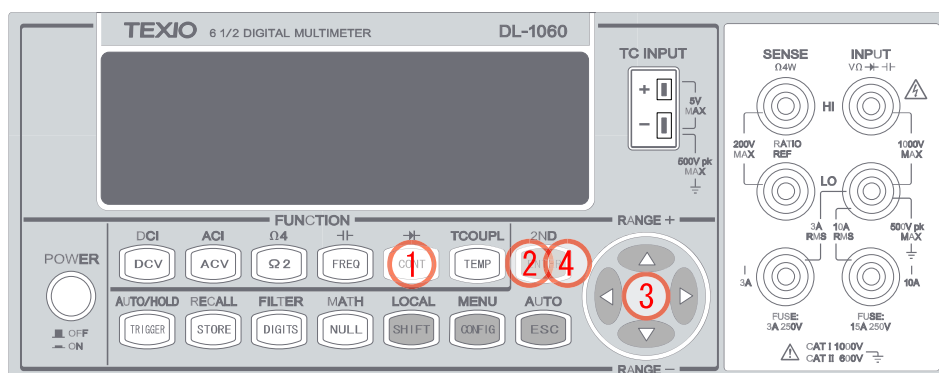 TEXIO 6 1/2 DIGITAL MULTIMETER DL-1060
TC INPUT
+
−
5V
MAX
500V pk
MAX
SENSE
Ω4W
INPUT
VΩ
HI
200V
MAX
RATIO
REF
1000V
MAX
LO
3A
RMS
10A
RMS
500V pk
MAX
3A
10A
FUSE:
3A 250V
FUSE:
15A 250V
CAT I 1000V
CAT II 600V
FUNCTION
DCI ACI Ω4 TCOUPL 2ND
POWER
DCV ACV Ω2 FREQ CONT TEMP
1 2 4
AUTO/HOLD RECALL FILTER MATH LOCAL MENU AUTO
TRIGGER STORE DIGITS NULL SHIFT CONFIG ESC
OFF
ON
RANGE +
3
RANGE −